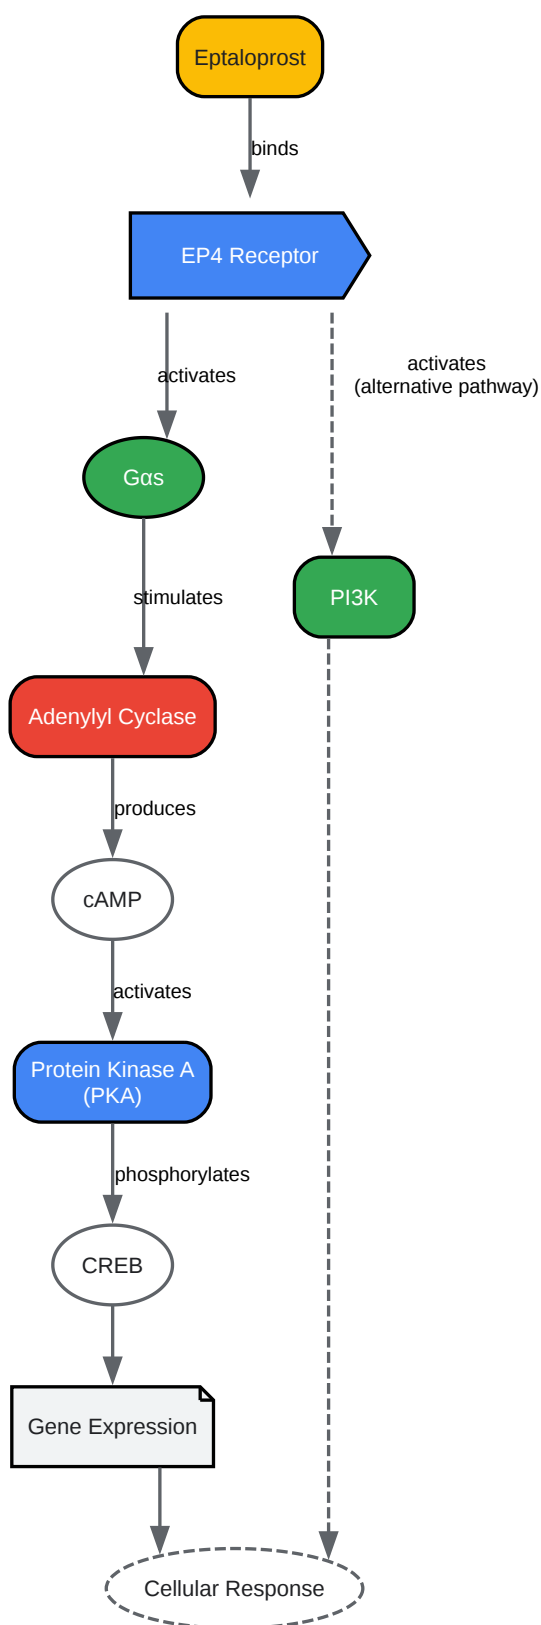 Eptaloprost
binds
EP4 Receptor
activates
activates
(alternative pathway)
Gαs
stimulates
PI3K
Adenylyl Cyclase
produces
cAMP
activates
Protein Kinase A
(PKA)
phosphorylates
CREB
Gene Expression
Cellular Response